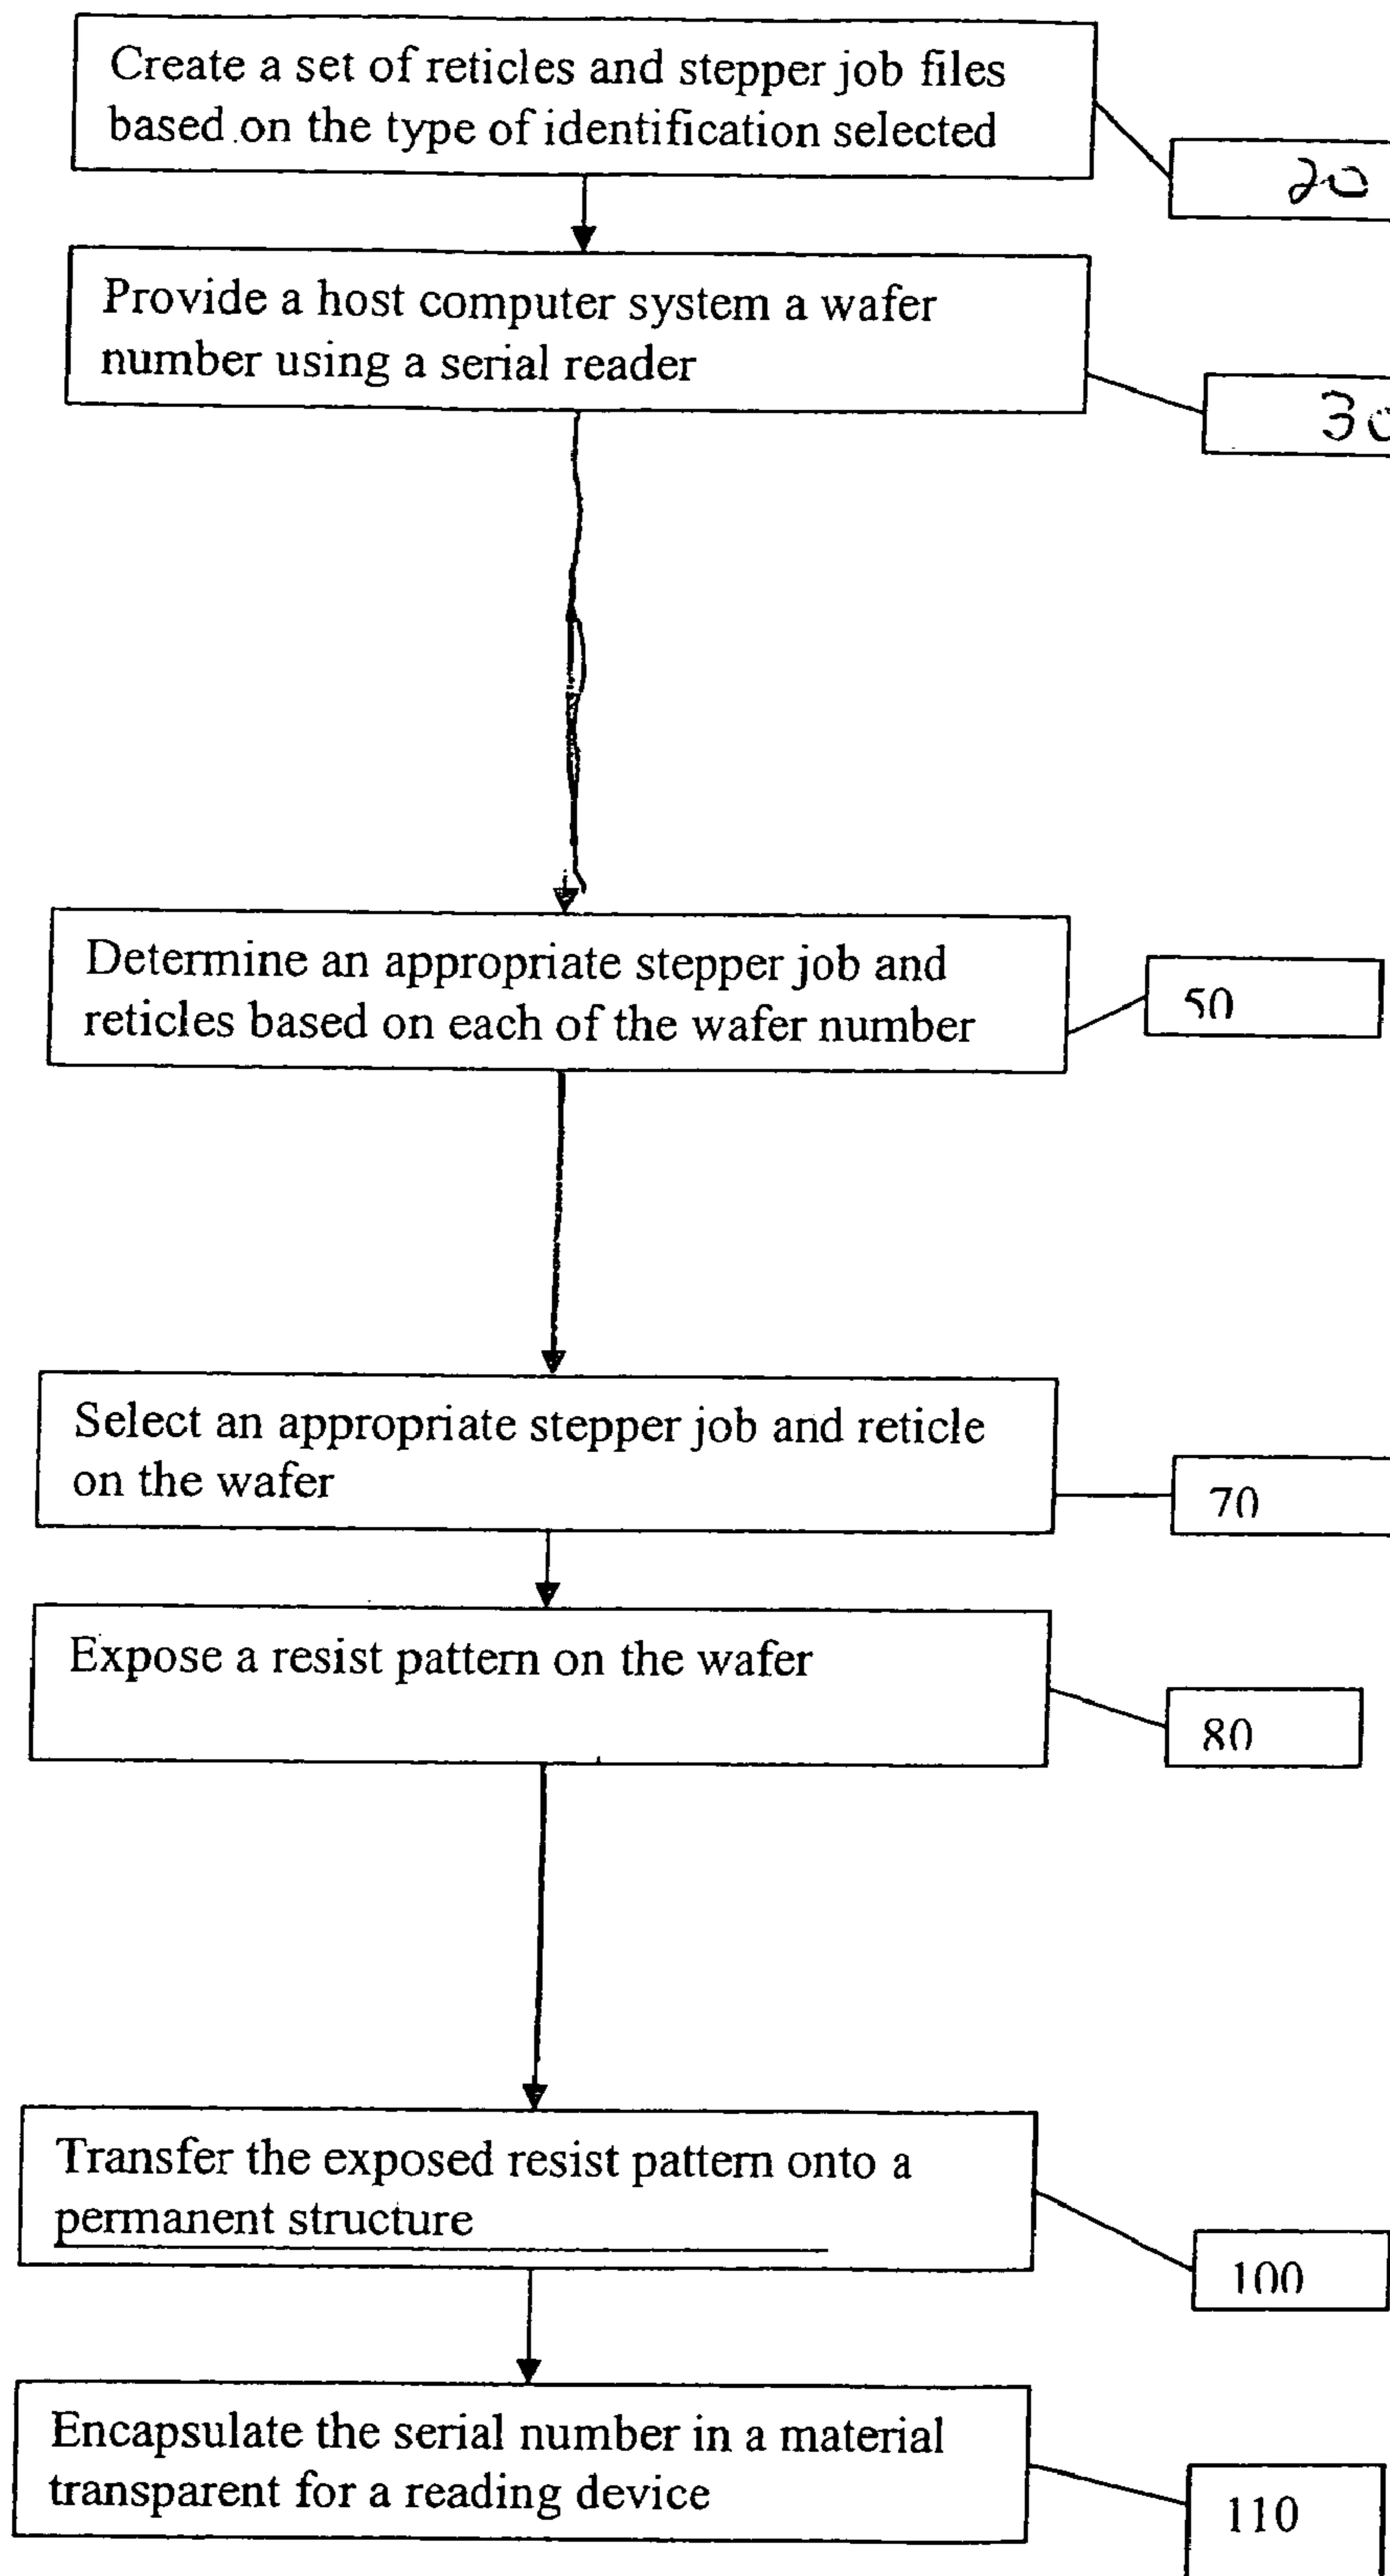 Create a set of reticles and stepper job files
based on the type of identification selected
20
Provide a host computer system a wafer
number using a serial reader
30
Determine an appropriate stepper job and
reticles based on each of the wafer number
50
Select an appropriate stepper job and reticle
on the wafer
70
Expose a resist pattern on the wafer
80
Transfer the exposed resist pattern onto a
permanent structure
100
Encapsulate the serial number in a material
transparent for a reading device
110